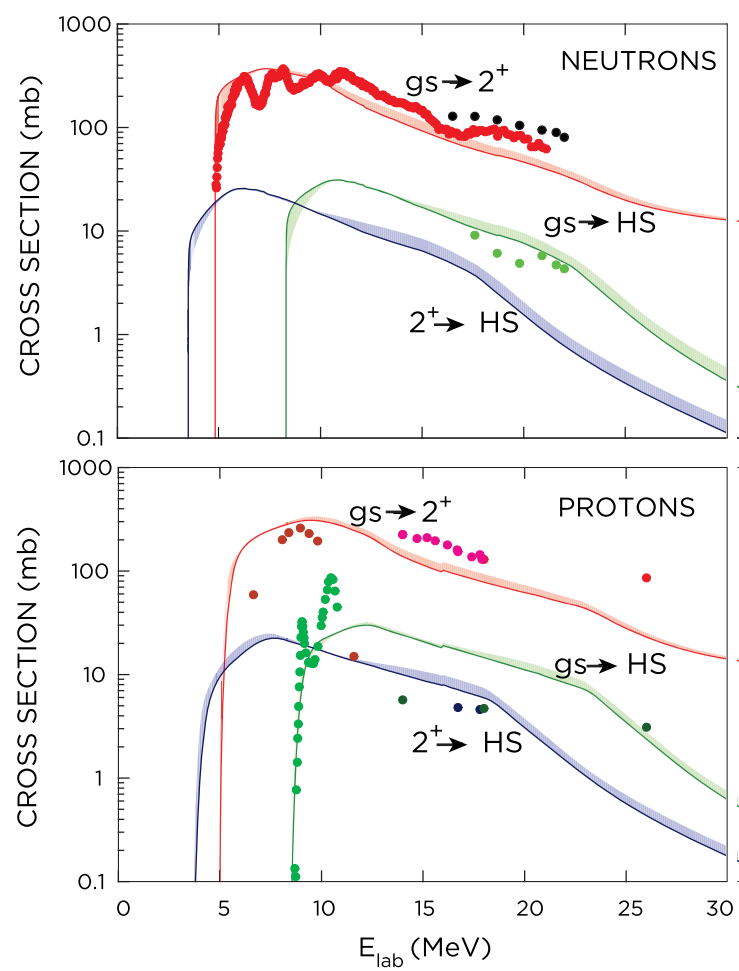 1000
NEUTRONS
gs→2⁺
100
gs→HS
10
2⁺→ HS
1
0.1
CROSS SECTION (mb)
1000
PROTONS
gs→2⁺
100
gs→HS
10
2⁺→ HS
1
0.1
CROSS SECTION (mb)
0 5 10 15 20 25 30
E_lab (MeV)